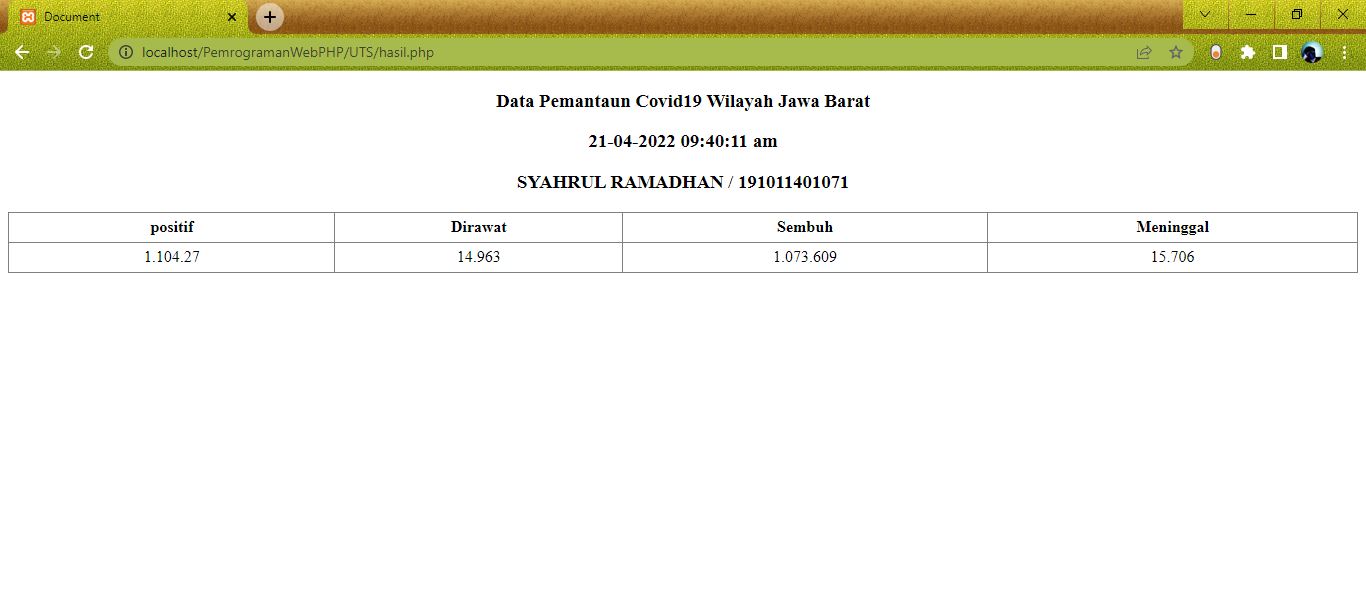 Document
localhost/PemrogramanWebPHP/UTS/hasil.php
Data Pemantaun Covid19 Wilayah Jawa Barat
21-04-2022 09:40:11 am
SYAHRUL RAMADHAN / 191011401071
positif Dirawat Sembuh Meninggal
1.104.27 14.963 1.073.609 15.706